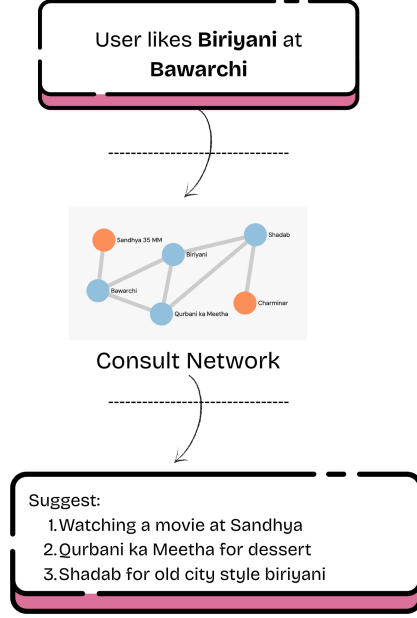 User likes Biriyani at
Bawarchi
Sandhya 35 MM
Biriyani
Shadab
Bawarchi
Qurbani ka Meetha
Charminar
Consult Network
Suggest:
1.Watching a movie at Sandhya
2.Qurbani ka Meetha for dessert
3.Shadab for old city style biriyani